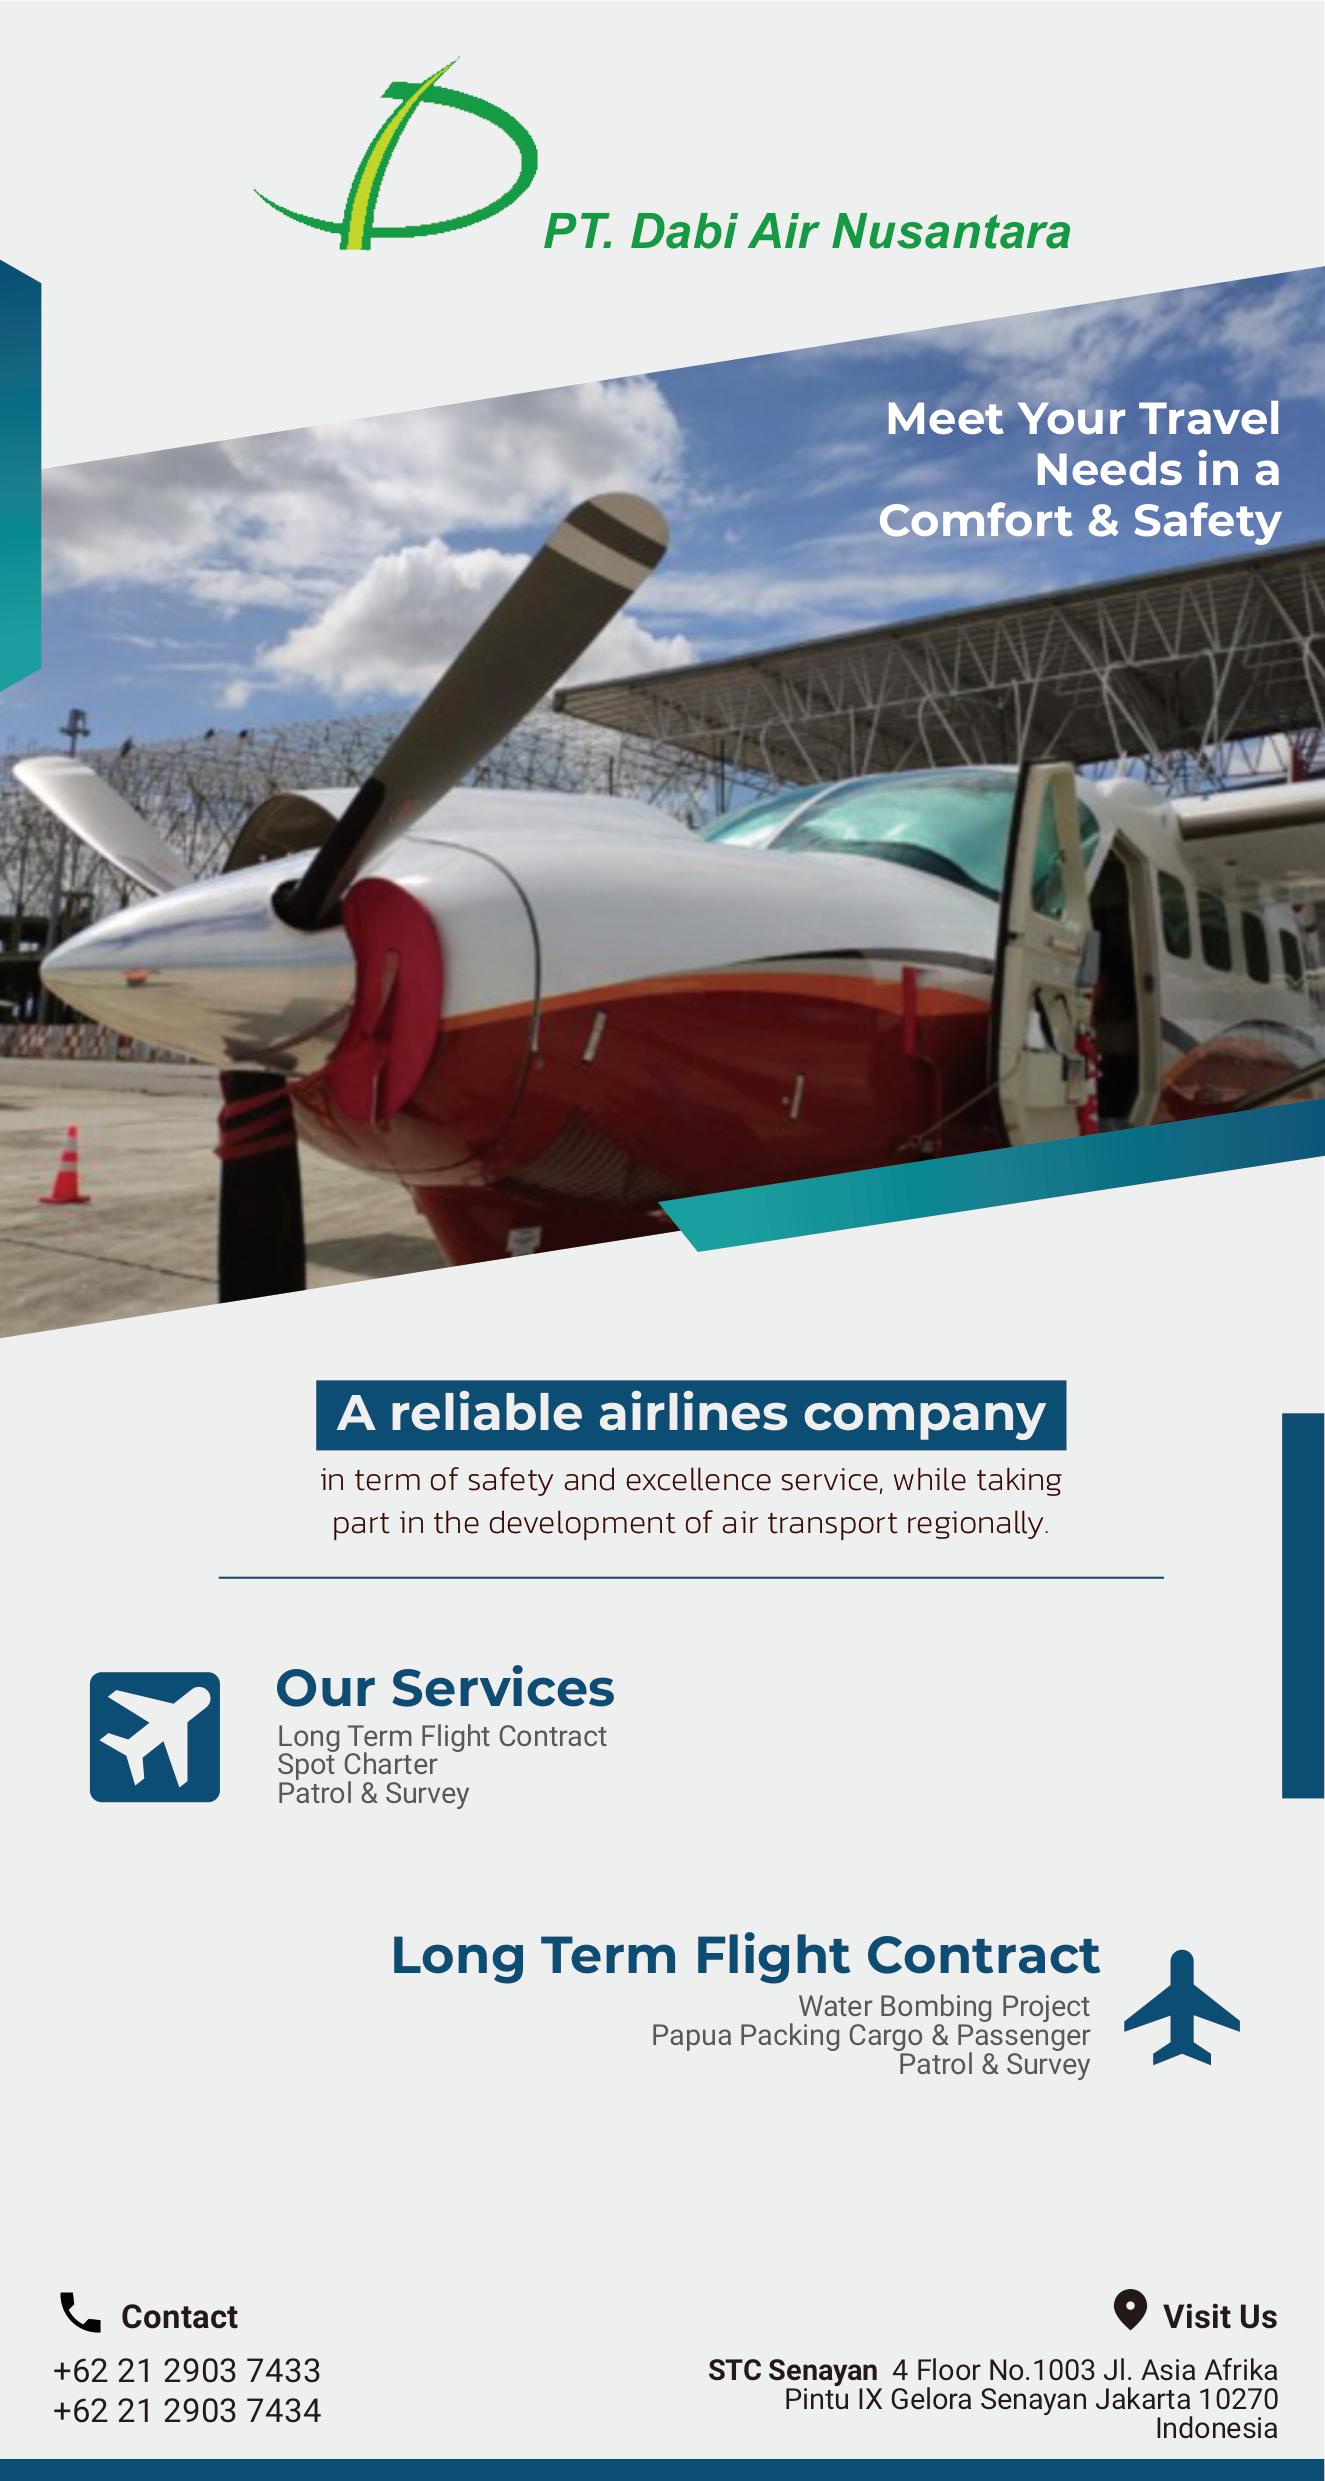 PT. Dabi Air Nusantara
Meet Your Travel
Needs in a
Comfort & Safety
A reliable airlines company
in term of safety and excellence service, while taking
part in the development of air transport regionally.
Our Services
Long Term Flight Contract
Spot Charter
Patrol & Survey
Long Term Flight Contract
Water Bombing Project
Papua Packing Cargo & Passenger
Patrol & Survey
Contact
+62 21 2903 7433
+62 21 2903 7434
Visit Us
STC Senayan 4 Floor No.1003 Jl. Asia Afrika
Pintu IX Gelora Senayan Jakarta 10270
Indonesia